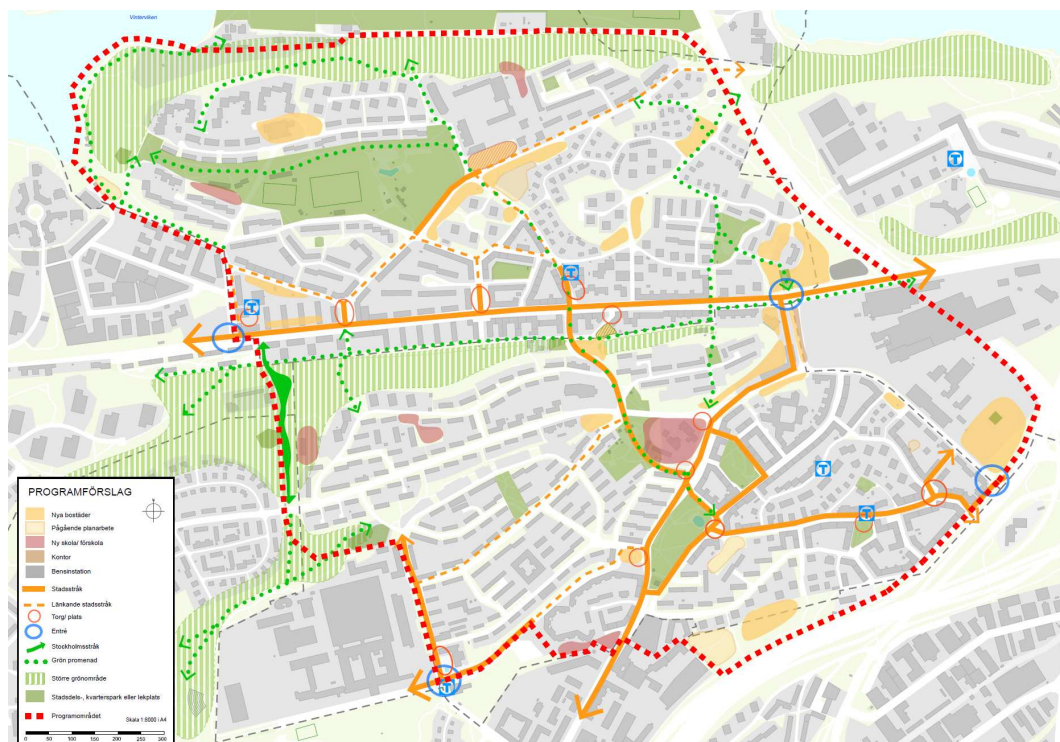 Vinterviken
T
T
T
T
T
T
PROGRAMFÖRSLAG
Nya bostäder
Pågående planarbete
Ny skola/ förskola
Kontor
Bensinstation
Stadsstråk
Länkande stadsstråk
Torg/ plats
Entré
Stockholmsstråk
Grön promenad
Större grönområde
Stadsdels-, kvarterspark eller lekplats
Programområdet
Skala 1:6000 i A4
0 50 100 150 200 250 300